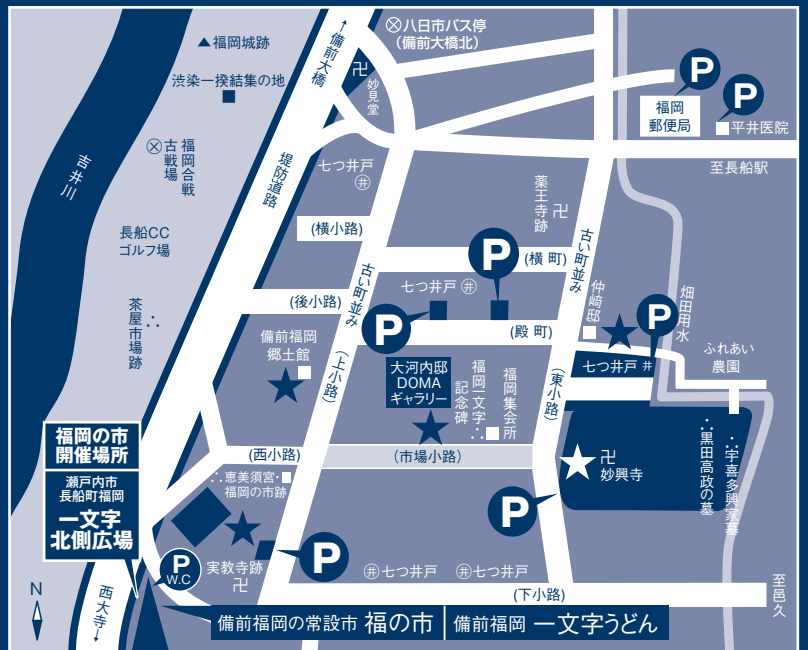 ▲福岡城跡
渋染一揆結集の地
↑備前大橋
八日市バス停
(備前大橋北)
卍
妙見堂
P
P
福岡
郵便局
平井医院
至長船駅
吉井川
福岡合戦
古戦場
堤防道路
七つ井戸
井
薬王寺跡
卍
長船CC
ゴルフ場
(横小路)
P
(横 町)
古い町並み
古い町並み
七つ井戸 井
仲﨑邸
P
畑田用水
茶屋市場跡
(後小路)
P
(殿 町)
七つ井戸 井
ふれあい
農園
備前福岡
郷土館
(上小路)
大河内邸
DOMA
ギャラリー
福岡一文字
記念碑
福岡集会所
(東小路)
福岡の市
開催場所
(西小路)
(市場小路)
卍
妙興寺
黒田高政の墓
宇喜多興家墓
瀬戸内市
長船町福岡
一文字
北側広場
恵美須宮・
福岡の市跡
P
P
P
W.C
実教寺跡
卍
井七つ井戸
井七つ井戸
(下小路)
至邑久
N
西大寺→
備前福岡の常設市 福の市
備前福岡 一文字うどん